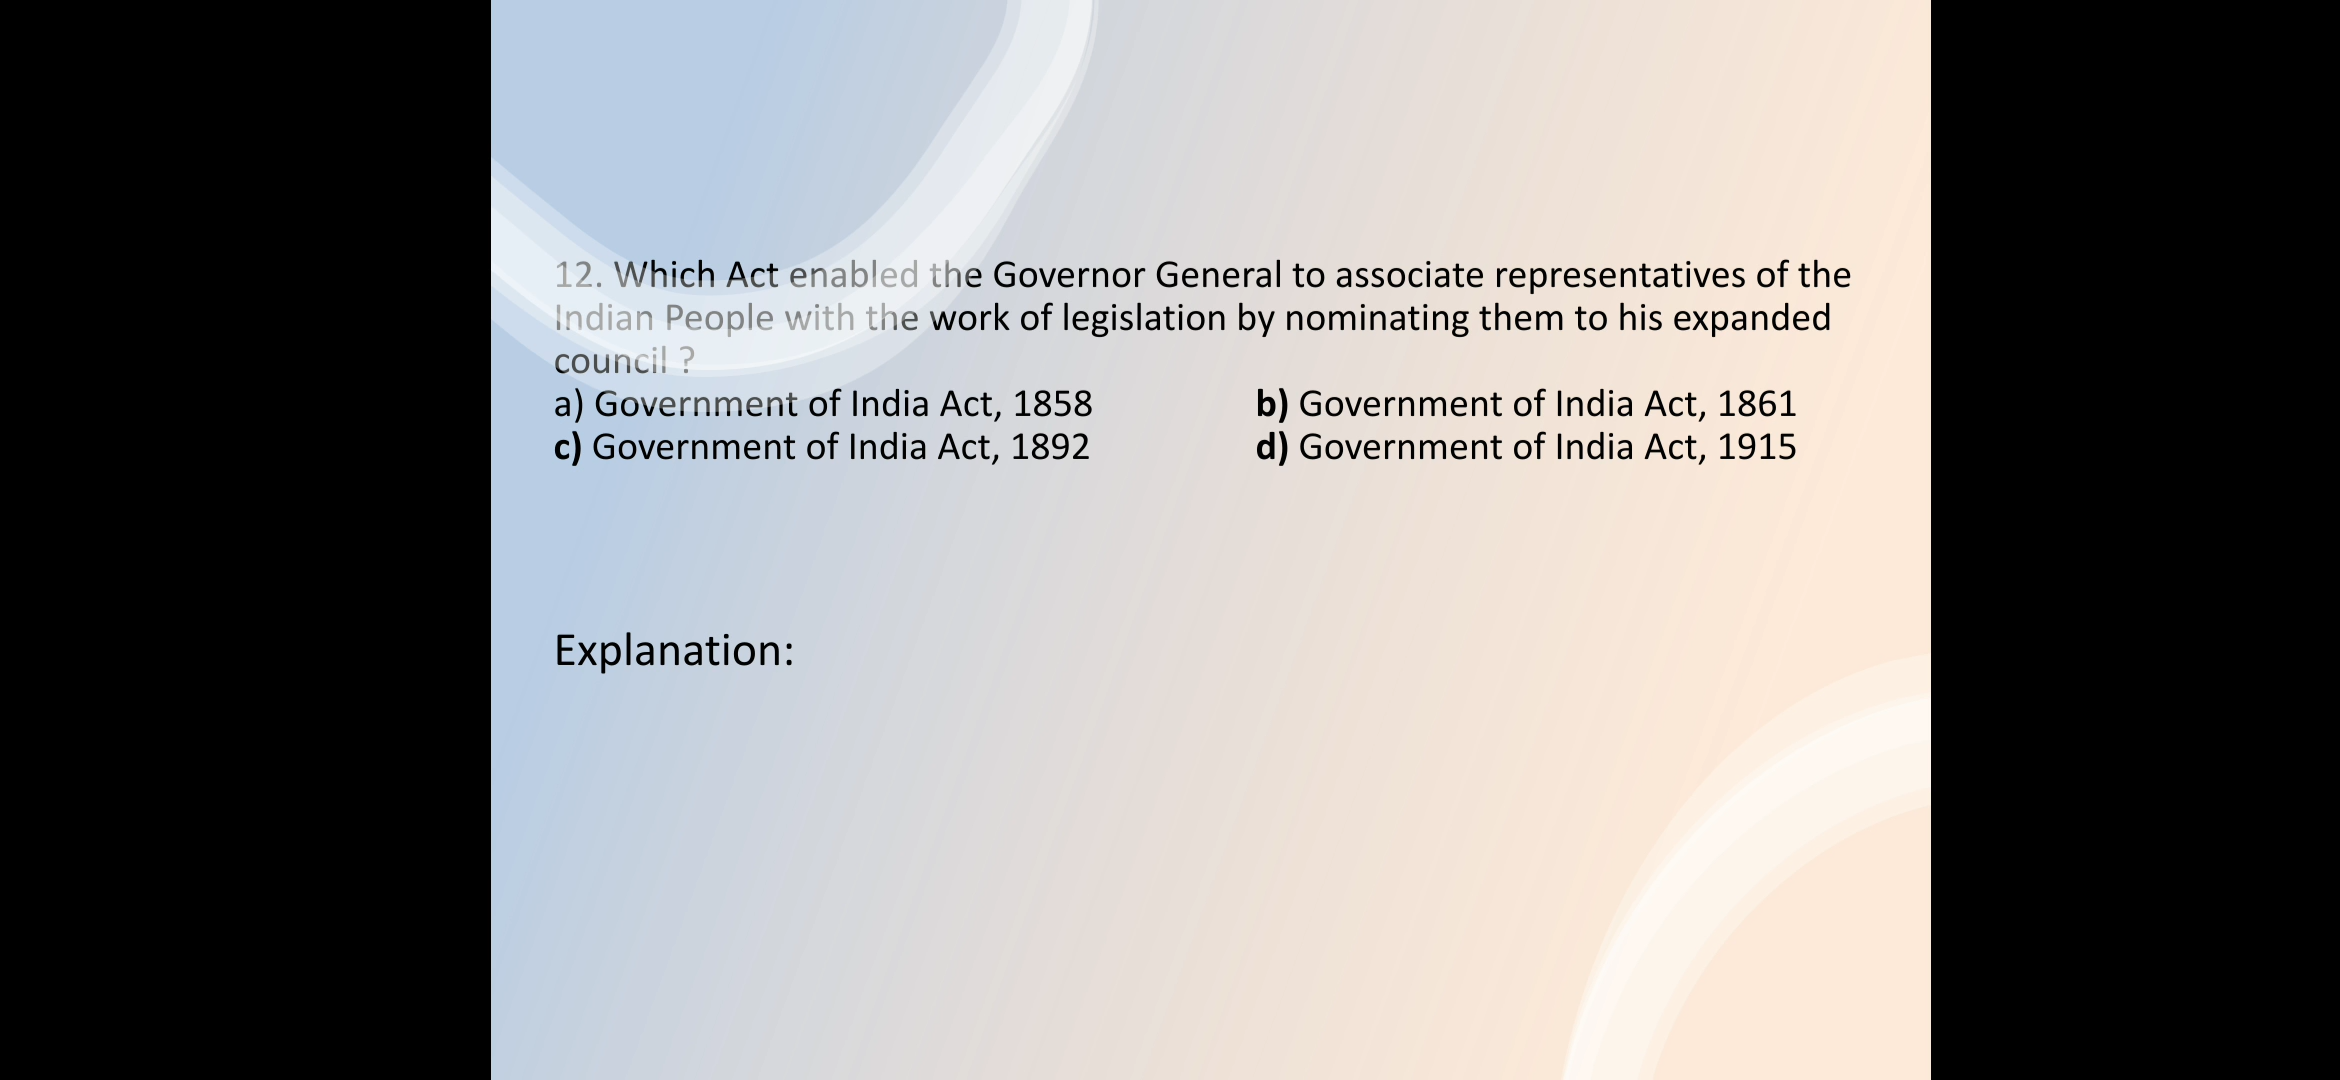 12. Which Act enabled the Governor General to associate representatives of the
Indian People with the work of legislation by nominating them to his expanded
council ?
a) Government of India Act, 1858 b) Government of India Act, 1861
c) Government of India Act, 1892 d) Government of India Act, 1915
Explanation: